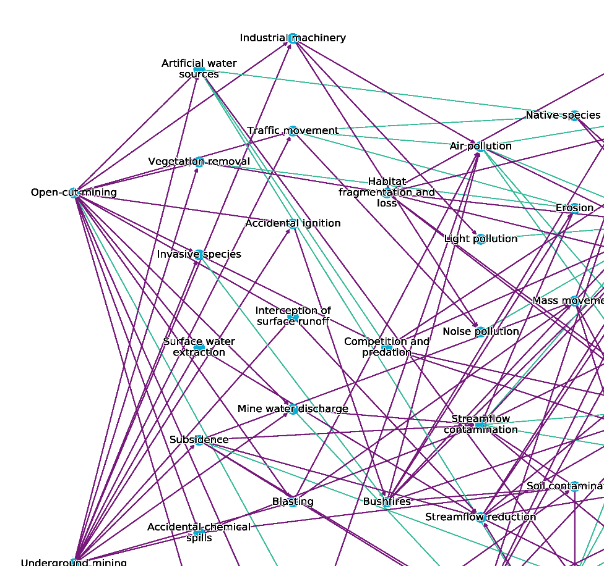 Industrial machinery
Artificial water
sources
Native species
Traffic movement
Air pollution
Vegetation removal
Open-cut mining
Habitat
fragmentation and
loss
Erosion
Accidental ignition
Light pollution
Invasive species
Mass moveme
Interception of
surface runoff
Noise pollution
Surface water
extraction
Competition and
predation
Mine water discharge
Streamflow
contamination
Subsidence
Soil contamina
Blasting
Bushfires
Streamflow reduction
Accidental chemical
spills
Underground mining